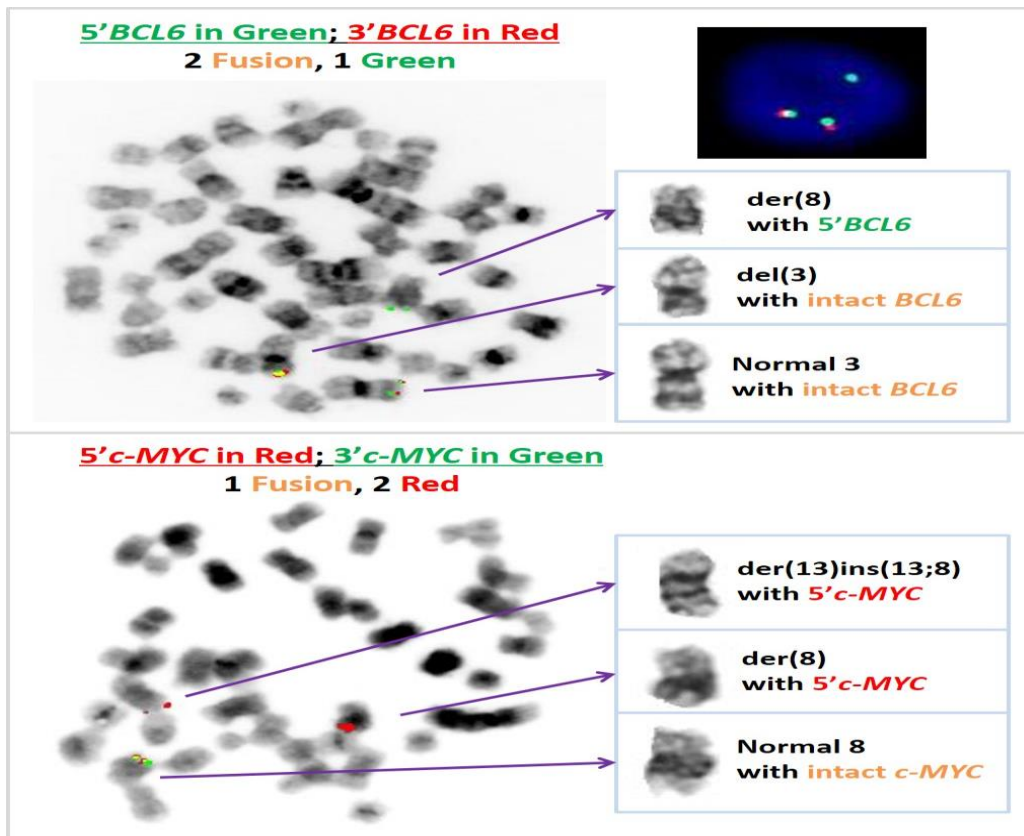 5'BCL6 in Green; 3'BCL6 in Red
2 Fusion, 1 Green
der(8)
with 5'BCL6
del(3)
with intact BCL6
Normal 3
with intact BCL6
5'c-MYC in Red; 3'c-MYC in Green
1 Fusion, 2 Red
der(13)ins(13;8)
with 5'c-MYC
der(8)
with 5'c-MYC
Normal 8
with intact c-MYC